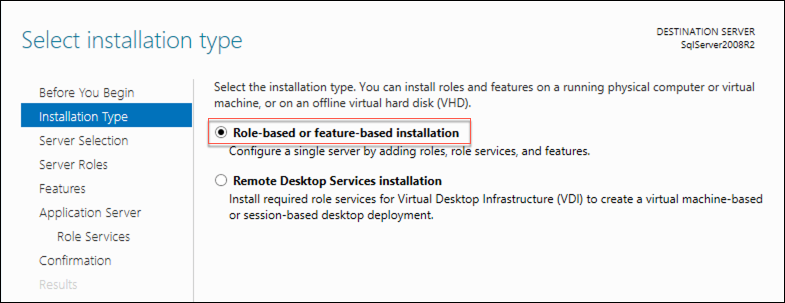 Select installation type
DESTINATION SERVER
SqlServer2008R2
Before You Begin
Installation Type
Server Selection
Server Roles
Features
Application Server
Role Services
Confirmation
Results
Select the installation type. You can install roles and features on a running physical computer or virtual
machine, or on an offline virtual hard disk (VHD).
Role-based or feature-based installation
Configure a single server by adding roles, role services, and features.
Remote Desktop Services installation
Install required role services for Virtual Desktop Infrastructure (VDI) to create a virtual machine-based
or session-based desktop deployment.